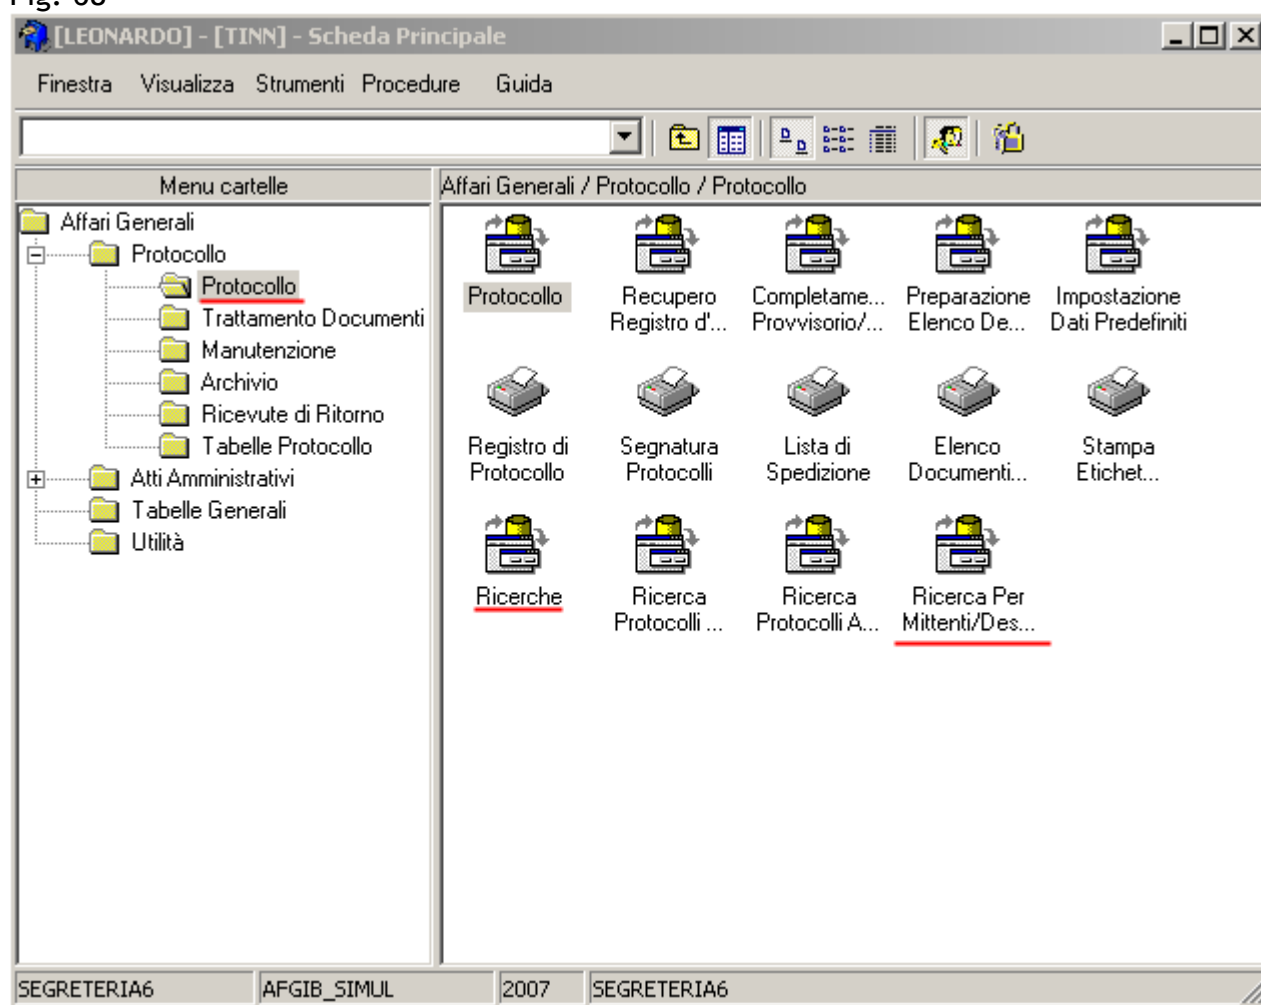 [LEONARDO] - [TINN] - Scheda Principale
Finestra Visualizza Strumenti Procedure Guida
Menu cartelle
Affari Generali / Protocollo / Protocollo
Affari Generali
Protocollo
Protocollo
Trattamento Documenti
Manutenzione
Archivio
Ricevute di Ritorno
Tabelle Protocollo
Atti Amministrativi
Tabelle Generali
Utilità
Protocollo
Recupero
Registro d'...
Completame...
Provvisorio/...
Preparazione
Elenco De...
Impostazione
Dati Predefiniti
Registro di
Protocollo
Segnatura
Protocolli
Lista di
Spedizione
Elenco
Documenti...
Stampa
Etichet...
Ricerche
Ricerca
Protocolli ...
Ricerca
Protocolli A...
Ricerca Per
Mittenti/Des...
SEGRETERIA6 AFGIB_SIMUL 2007 SEGRETERIA6